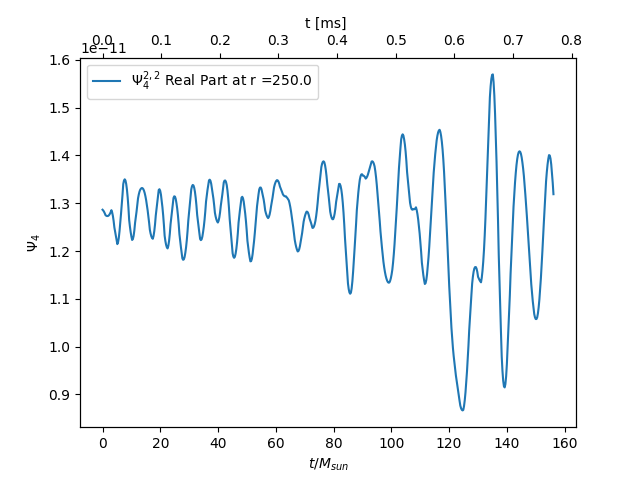 t [ms]
0.0 0.1 0.2 0.3 0.4 0.5 0.6 0.7 0.8
1e−11
Ψ₄²,² Real Part at r =250.0
1.6
1.5
1.4
1.3
1.2
1.1
1.0
0.9
Ψ₄
0 20 40 60 80 100 120 140 160
t/M_sun